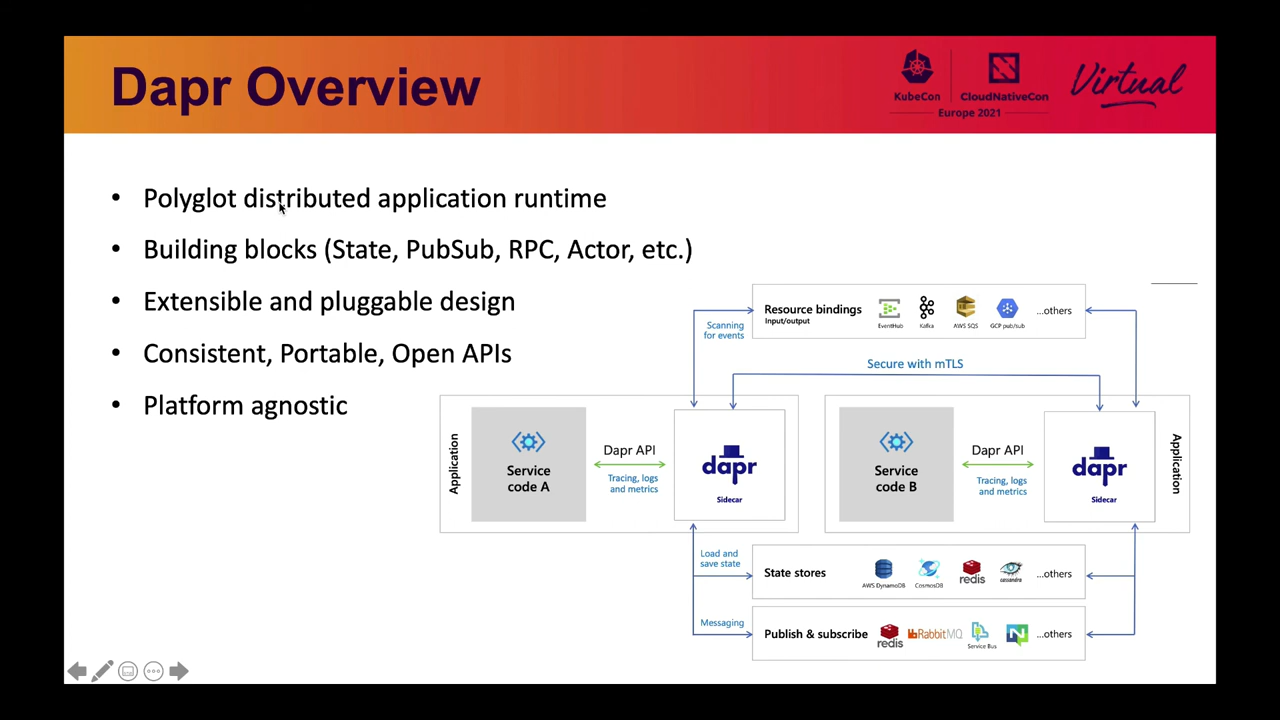 Dapr Overview
KubeCon
CloudNativeCon
Europe 2021
Virtual
• Polyglot distributed application runtime
• Building blocks (State, PubSub, RPC, Actor, etc.)
• Extensible and pluggable design
• Consistent, Portable, Open APIs
• Platform agnostic
Resource bindings
Input/output
EventHub
Kafka
AWS SQS
GCP pub/sub
...others
Scanning
for events
Secure with mTLS
Application
Service
code A
Dapr API
Tracing, logs
and metrics
dapr
Sidecar
Service
code B
Dapr API
Tracing, logs
and metrics
dapr
Sidecar
Application
Load and
save state
State stores
AWS DynamoDB
CosmosDB
redis
cassandra
...others
Messaging
Publish & subscribe
redis
RabbitMQ
Service Bus
N
...others